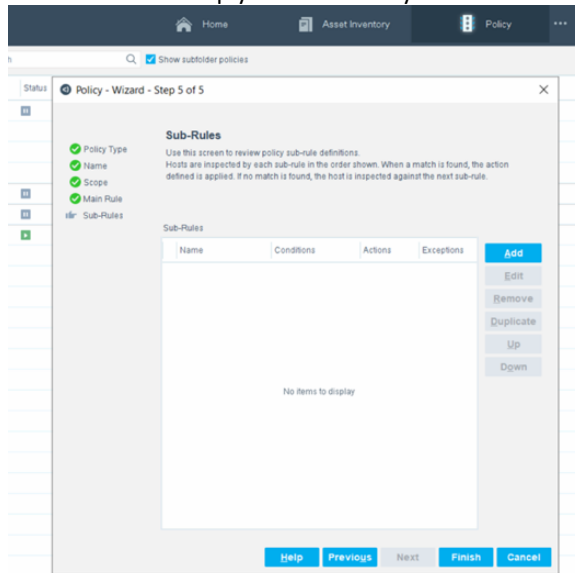 Home
Asset Inventory
Policy
Show subfolder policies
Status
Policy - Wizard - Step 5 of 5
Policy Type
Name
Scope
Main Rule
Sub-Rules
Sub-Rules
Use this screen to review policy sub-rule definitions.
Hosts are inspected by each sub-rule in the order shown. When a match is found, the action
defined is applied. If no match is found, the host is inspected against the next sub-rule.
Sub-Rules
Name Conditions Actions Exceptions
Add
Edit
Remove
Duplicate
Up
Down
No items to display
Help Previous Next Finish Cancel